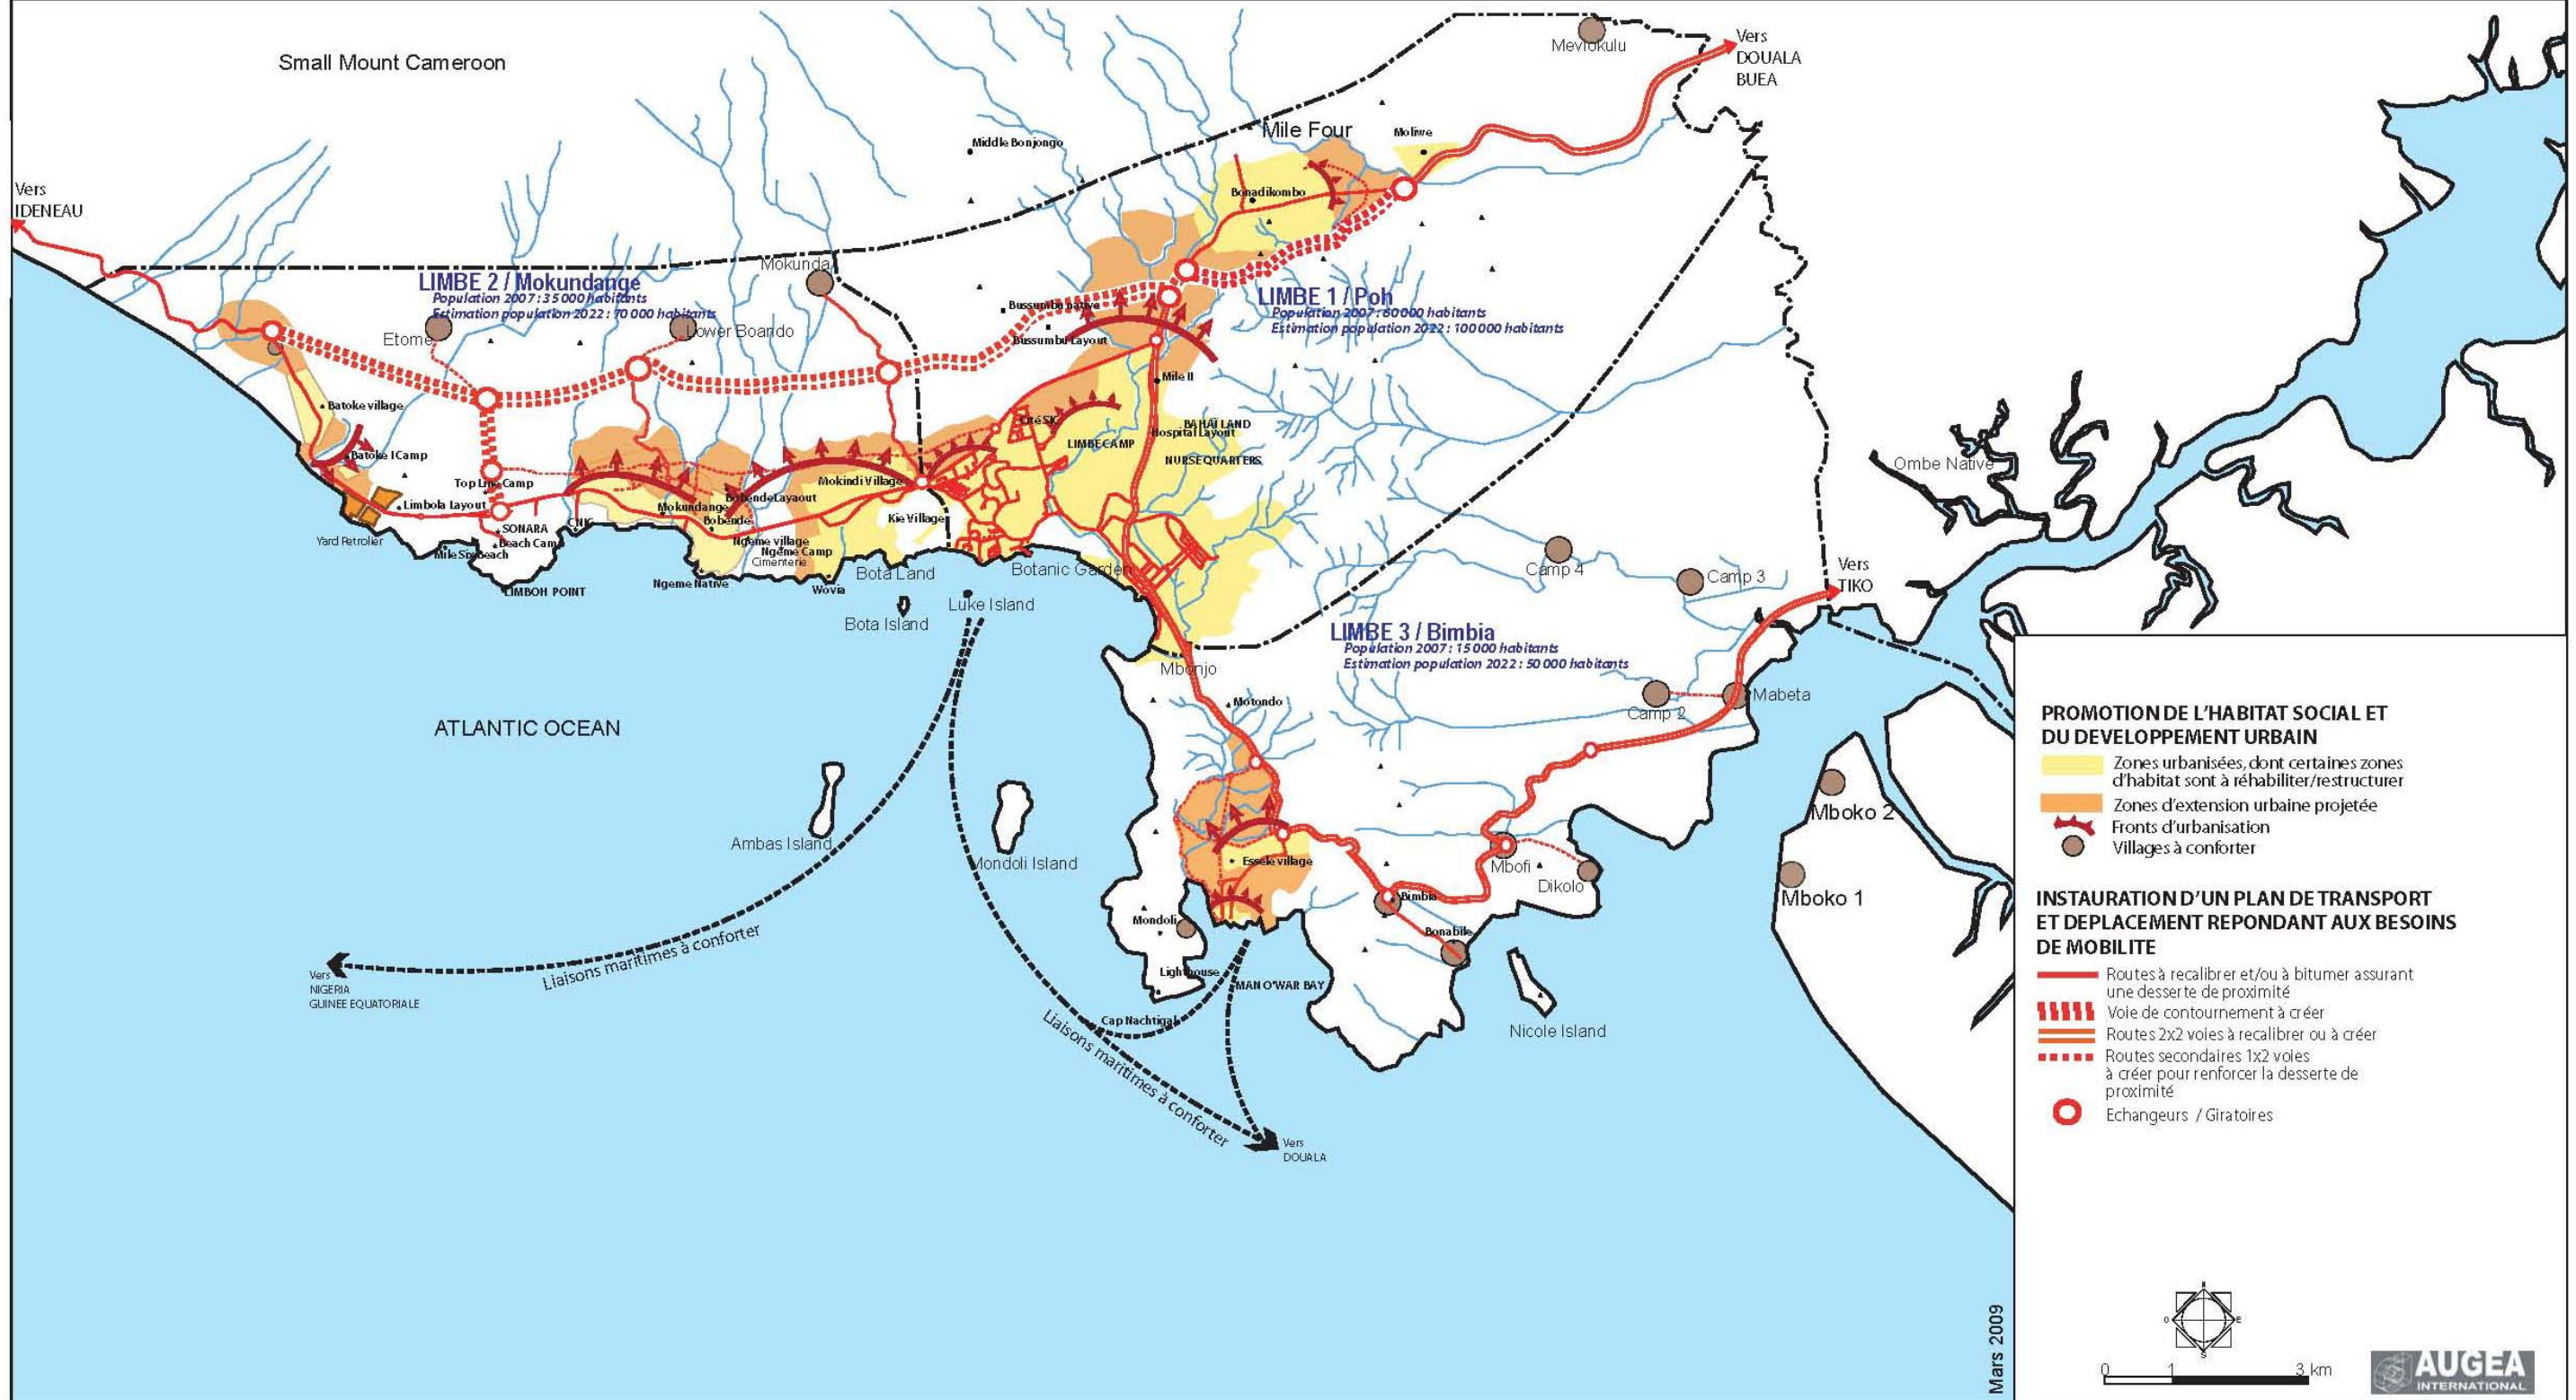 Small Mount Cameroon
Mevlokulu
Vers
DOUALA
BUEA
Mile Four
Moliwe
Middle Bonjongo
Vers
IDENEAU
Bonadikombo
Mokunda
LIMBE 2 / Mokundange
Population 2007 : 35 000 habitants
Estimation population 2022 : 70 000 habitants
LIMBE 1 / Poh
Population 2007 : 60 000 habitants
Estimation population 2022 : 100 000 habitants
Bussumbu native
Etome
Lower Boando
Bussumbu Layout
Mile II
Batoke village
Cité SIC
BAHAÏ LAND
Hospital Layout
LIMBE CAMP
NURSE QUARTERS
Batoke I Camp
Ombe Native
Top Line Camp
Mokindi Village
Bobende Layaout
Limbola Layout
Mokundange
Bobende
Kie Village
CNIC
SONARA
Yard Petrolier
Beach Camp
Ngeme village
Mile Six Beach
Ngeme Camp
Cimenterie
Botanic Garden
Bota Land
Camp 4
Camp 3
Vers
TIKO
LIMBOH POINT
Ngeme Native
Wovia
Luke Island
Bota Island
LIMBE 3 / Bimbia
Population 2007 : 15 000 habitants
Estimation population 2022 : 50 000 habitants
Mbonjo
Motondo
Camp 2
Mabeta
ATLANTIC OCEAN
Mboko 2
Ambas Island
Mondoli Island
Essele village
Mbofi
Dikolo
Mboko 1
Bimbia
Mondoli
Bonabile
Liaisons maritimes à conforter
Vers
NIGERIA
GUINEE EQUATORIALE
Lighthouse
MAN O'WAR BAY
Cap Nachtigal
Nicole Island
Liaisons maritimes à conforter
Vers
DOUALA
PROMOTION DE L'HABITAT SOCIAL ET
DU DEVELOPPEMENT URBAIN
Zones urbanisées, dont certaines zones
d'habitat sont à réhabiliter/restructurer
Zones d'extension urbaine projetée
Fronts d'urbanisation
Villages à conforter
INSTAURATION D'UN PLAN DE TRANSPORT
ET DEPLACEMENT REPONDANT AUX BESOINS
DE MOBILITE
Routes à recalibrer et/ou à bitumer assurant
une desserte de proximité
Voie de contournement à créer
Routes 2x2 voies à recalibrer ou à créer
Routes secondaires 1x2 voies
à créer pour renforcer la desserte de
proximité
Echangeurs / Giratoires
Mars 2009
O E
S
0 1 3 km
AUGEA
INTERNATIONAL